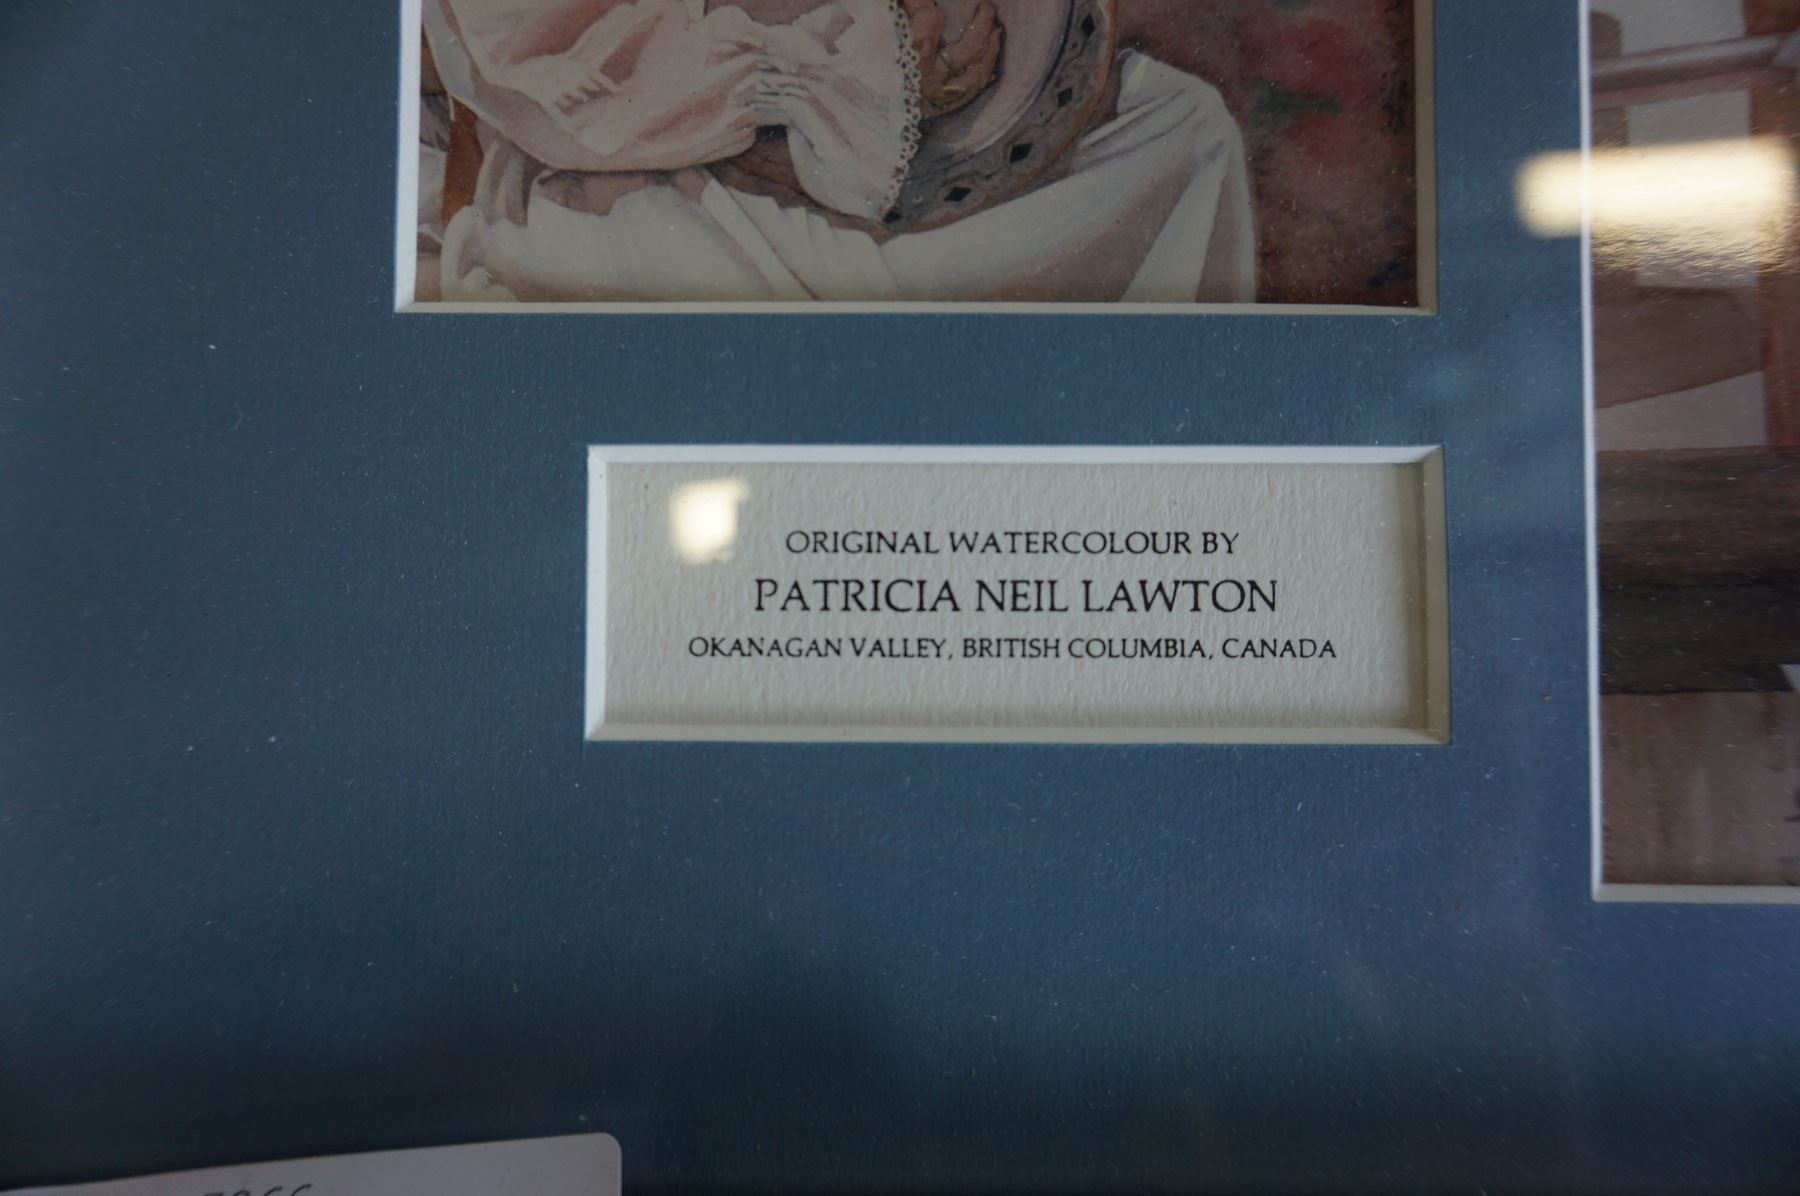 ORIGINAL WATERCOLOUR BY
PATRICIA NEIL LAWTON
OKANAGAN VALLEY, BRITISH COLUMBIA, CANADA